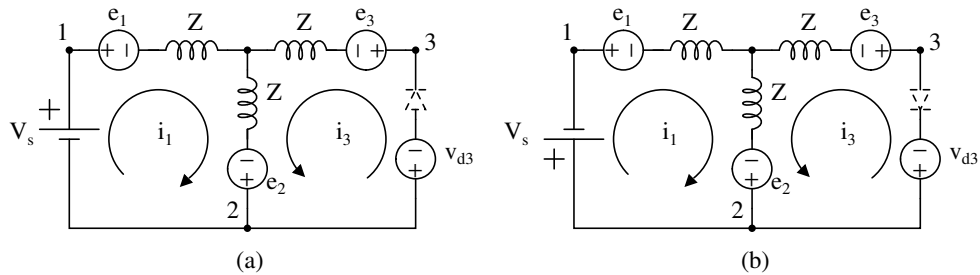 e1 Z Z e3
1 + − − + 3
+
Vs i1 Z i3 − vd3 +
− e2 +
2
(a)
e1 Z Z e3
1 + − − + 3
Vs i1 Z i3 − vd3 +
+
− e2 +
2
(b)